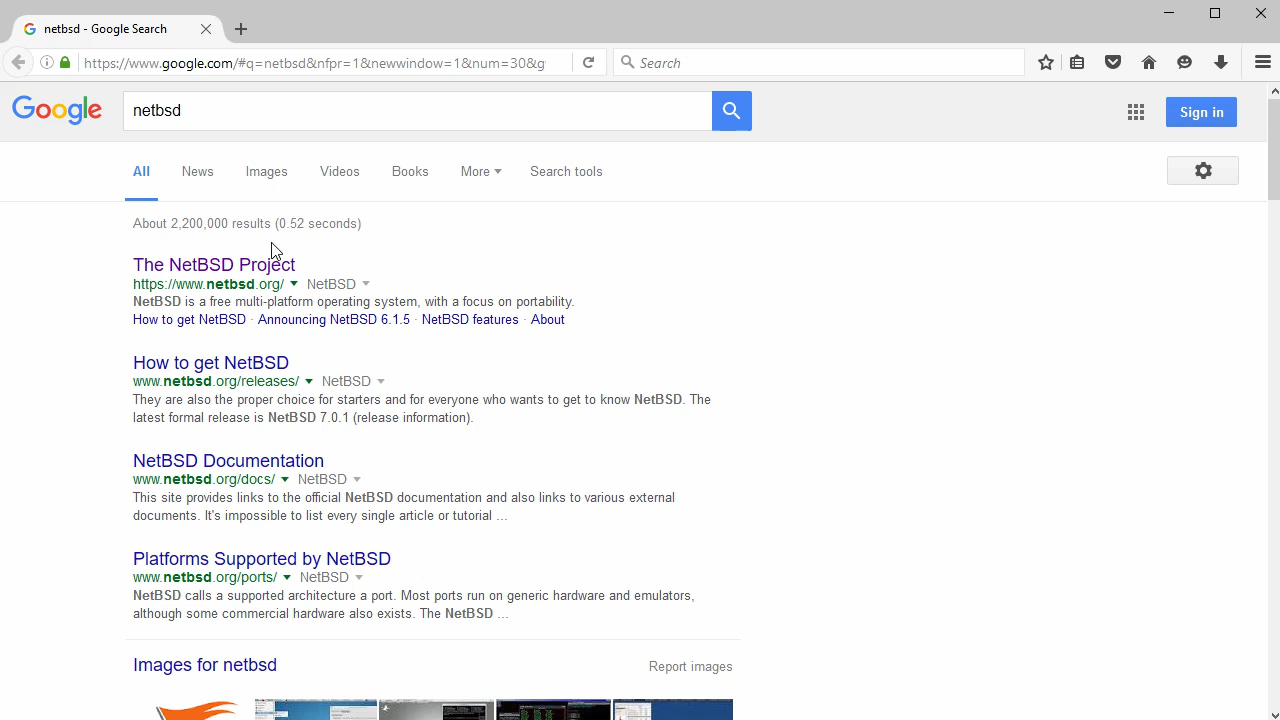 netbsd - Google Search
https://www.google.com/#q=netbsd&nfpr=1&newwindow=1&num=30&g
Search
Google
netbsd
Sign in
All News Images Videos Books More Search tools
About 2,200,000 results (0.52 seconds)
The NetBSD Project
https://www.netbsd.org/ NetBSD
NetBSD is a free multi-platform operating system, with a focus on portability.
How to get NetBSD · Announcing NetBSD 6.1.5 · NetBSD features · About
How to get NetBSD
www.netbsd.org/releases/ NetBSD
They are also the proper choice for starters and for everyone who wants to get to know NetBSD. The
latest formal release is NetBSD 7.0.1 (release information).
NetBSD Documentation
www.netbsd.org/docs/ NetBSD
This site provides links to the official NetBSD documentation and also links to various external
documents. It's impossible to list every single article or tutorial ...
Platforms Supported by NetBSD
www.netbsd.org/ports/ NetBSD
NetBSD calls a supported architecture a port. Most ports run on generic hardware and emulators,
although some commercial hardware also exists. The NetBSD ...
Images for netbsd
Report images